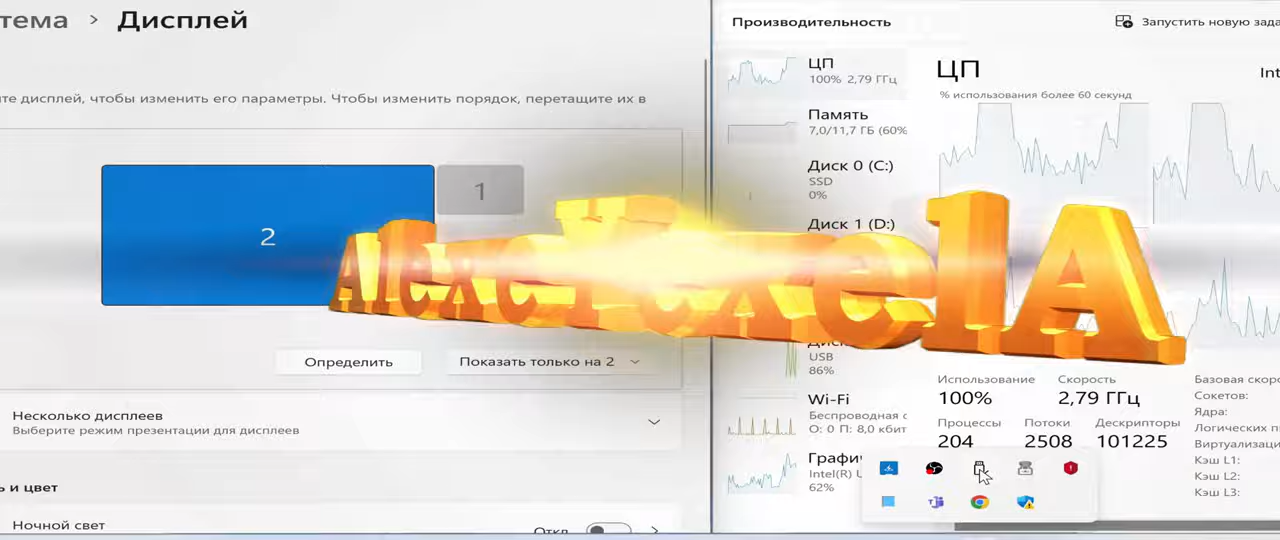 тема > Дисплей
те дисплей, чтобы изменить его параметры. Чтобы изменить порядок, перетащите их в
2
1
Определить
Показать только на 2
Несколько дисплеев
Выберите режим презентации для дисплеев
ь и цвет
Ночной свет
Откл.
Производительность
Запустить новую зада
ЦП
100% 2,79 ГГц
Память
7,0/11,7 ГБ (60%
Диск 0 (C:)
SSD
0%
Диск 1 (D:)
USB
86%
Wi-Fi
Беспроводная с
О: 0 П: 8,0 кбит
Графи
Intel(R) U
62%
ЦП
Int
% использования более 60 секунд
Использование
Скорость
100%
2,79 ГГц
Процессы
Потоки
Дескрипторы
204
2508
101225
Базовая скоро
Сокетов:
Ядра:
Логических п
Виртуализаци
Кэш L1:
Кэш L2:
Кэш L3: